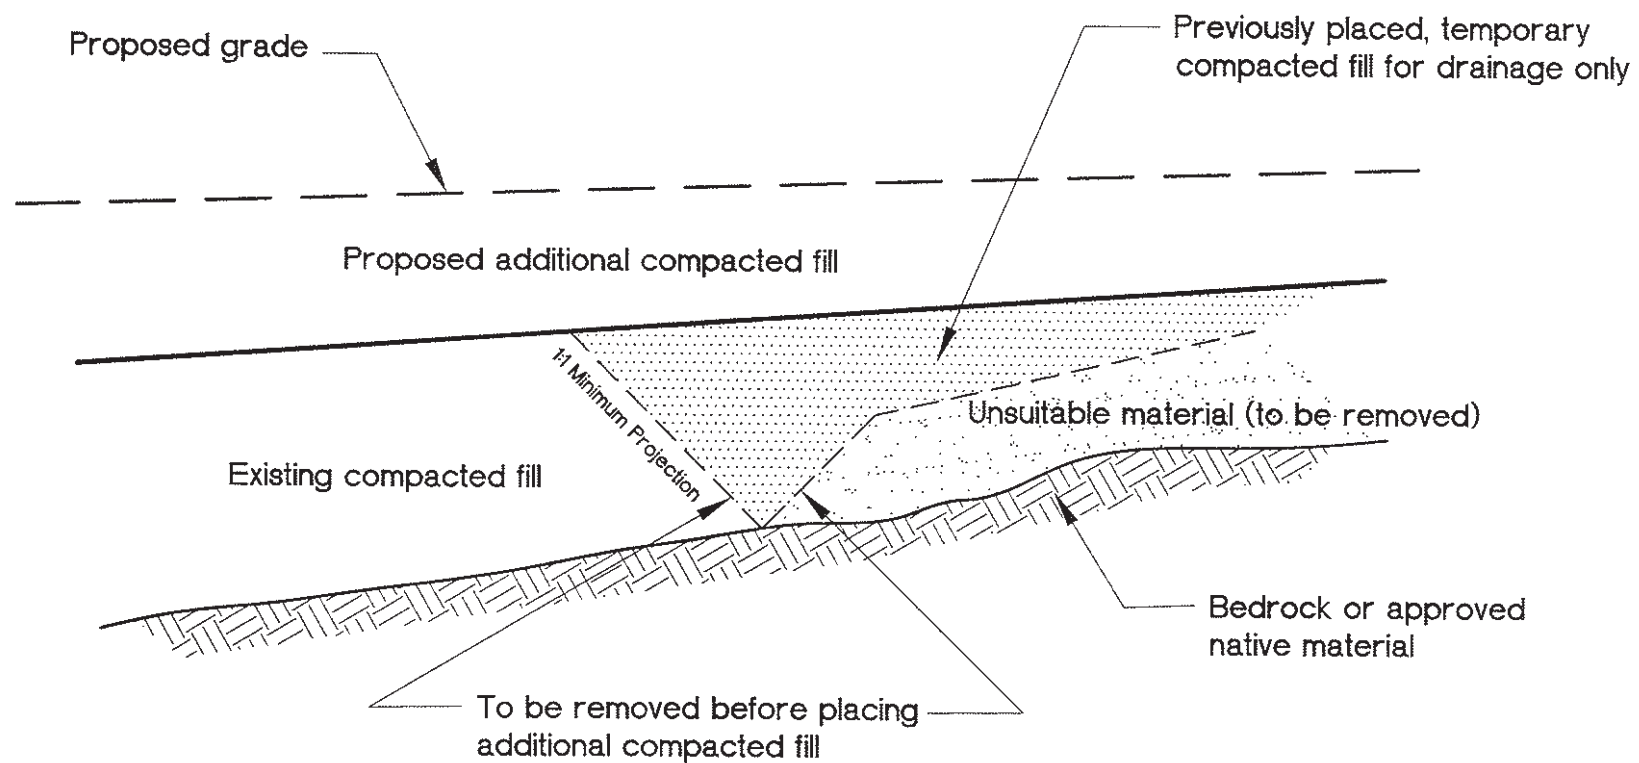 Proposed grade
Previously placed, temporary
compacted fill for drainage only
Proposed additional compacted fill
1:1 Minimum Projection
Unsuitable material (to be removed)
Existing compacted fill
Bedrock or approved
native material
To be removed before placing
additional compacted fill